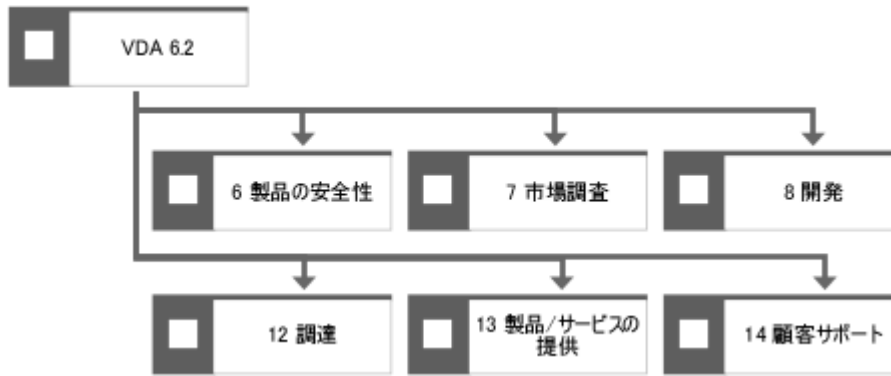 VDA 6.2
6 製品の安全性
7 市場調査
8 開発
12 調達
13 製品/サービスの
提供
14 顧客サポート